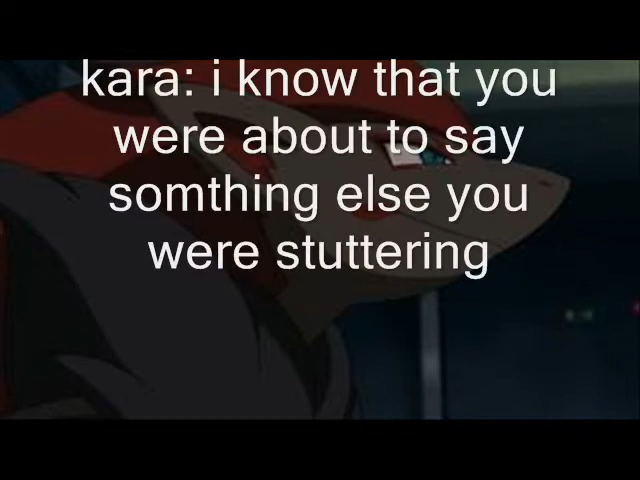 kara: i know that you
were about to say
somthing else you
were stuttering